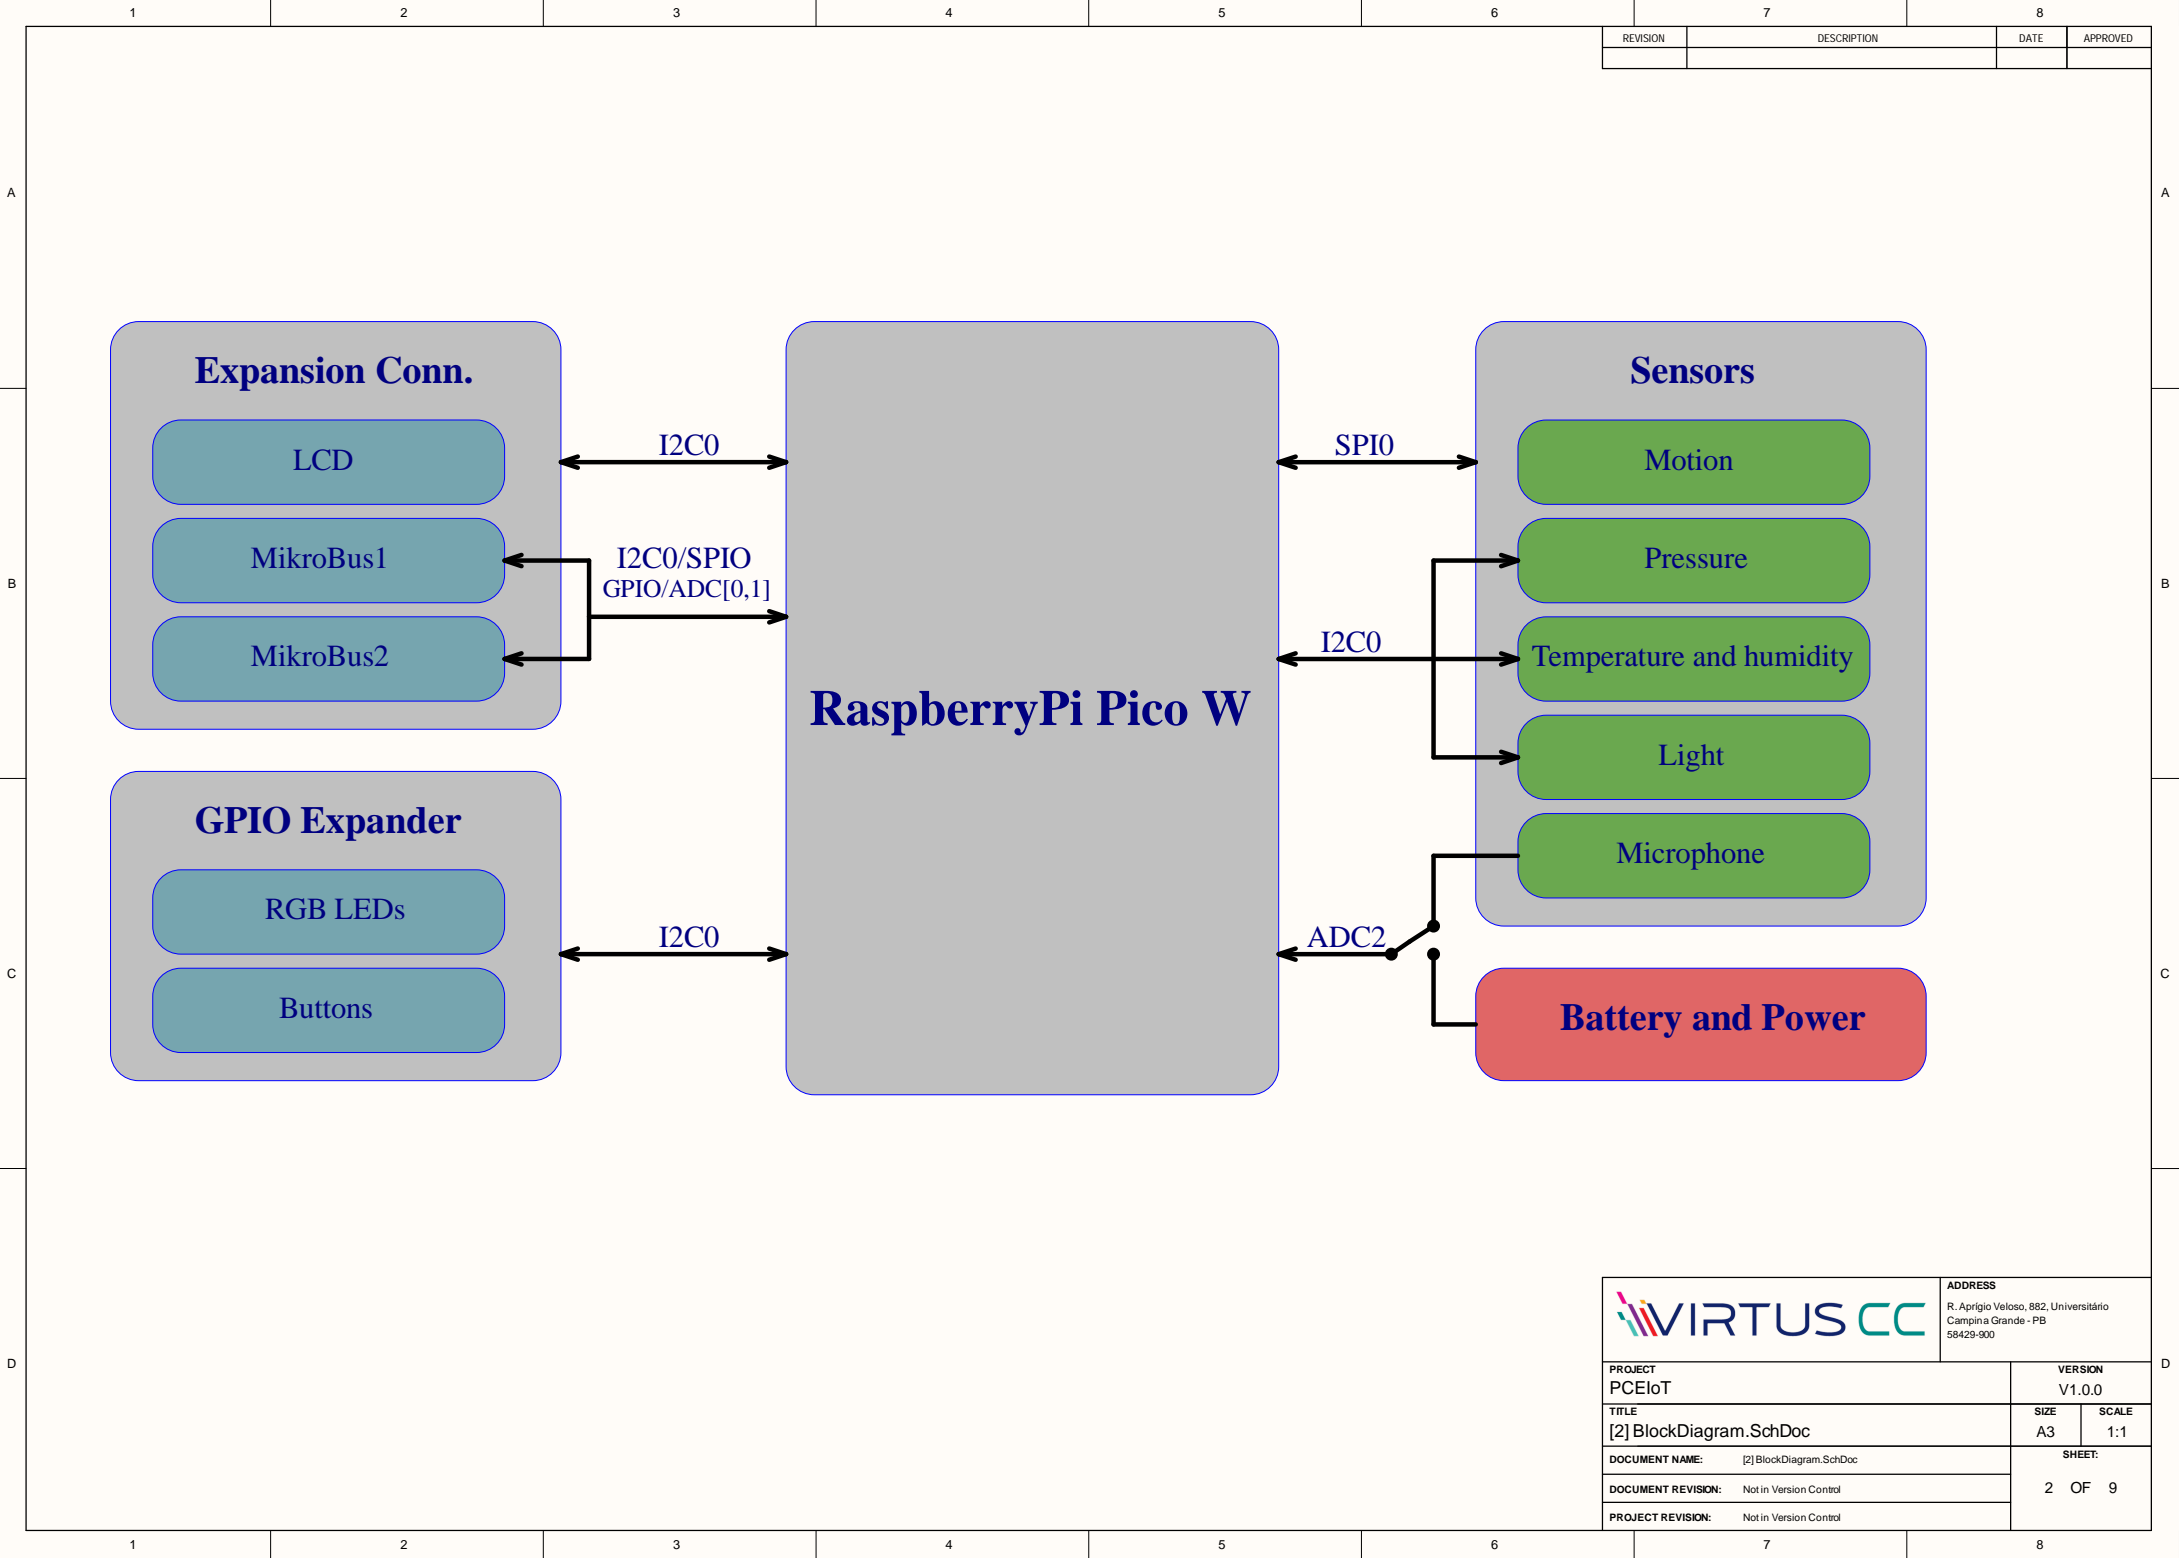 1 2 3 4 5 6 7 8
REVISION DESCRIPTION DATE APPROVED
A A
Expansion Conn.
LCD
MikroBus1
MikroBus2
I2C0
I2C0/SPIO
GPIO/ADC[0,1]
GPIO Expander
RGB LEDs
Buttons
I2C0
RaspberryPi Pico W
SPI0
I2C0
ADC2
Sensors
Motion
Pressure
Temperature and humidity
Light
Microphone
Battery and Power
B B
C C
D D
VIRTUS CC
ADDRESS
R. Aprígio Veloso, 882, Universitário
Campina Grande - PB
58429-900
PROJECT
PCEIoT
VERSION
V1.0.0
TITLE
[2] BlockDiagram.SchDoc
SIZE
A3
SCALE
1:1
DOCUMENT NAME: [2] BlockDiagram.SchDoc
DOCUMENT REVISION: Not in Version Control
PROJECT REVISION: Not in Version Control
SHEET:
2 OF 9
1 2 3 4 5 6 7 8